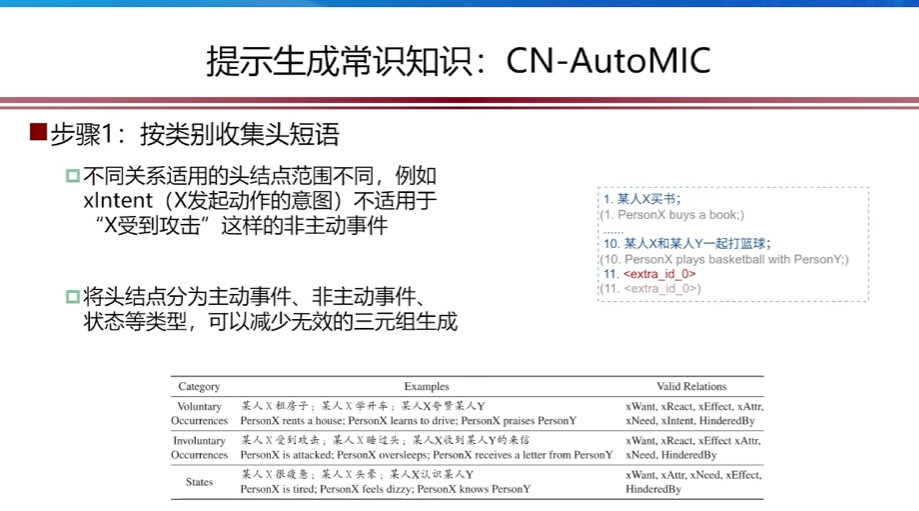 提示生成常识知识：CN-AutoMIC
步骤1：按类别收集头短语
不同关系适用的头结点范围不同，例如
xIntent（X发起动作的意图）不适用于
“X受到攻击”这样的非主动事件
将头结点分为主动事件、非主动事件、
状态等类型，可以减少无效的三元组生成
1. 某人X买书；
(1. PersonX buys a book;)
......
10. 某人X和某人Y一起打篮球；
(10. PersonX plays basketball with PersonY;)
11. <extra_id_0>
(11. <extra_id_0>)
Category Examples Valid Relations
Voluntary 某人X租房子；某人X学开车；某人X夸赞某人Y xWant, xReact, xEffect, xAttr,
Occurrences PersonX rents a house; PersonX learns to drive; PersonX praises PersonY xNeed, xIntent, HinderedBy
Involuntary 某人X受到攻击；某人X睡过头；某人X收到某人Y的来信 xWant, xReact, xEffect xAttr,
Occurrences PersonX is attacked; PersonX oversleeps; PersonX receives a letter from PersonY xNeed, HinderedBy
States 某人X很疲惫；某人X头晕；某人X认识某人Y xWant, xAttr, xNeed, xEffect,
PersonX is tired; PersonX feels dizzy; PersonX knows PersonY HinderedBy